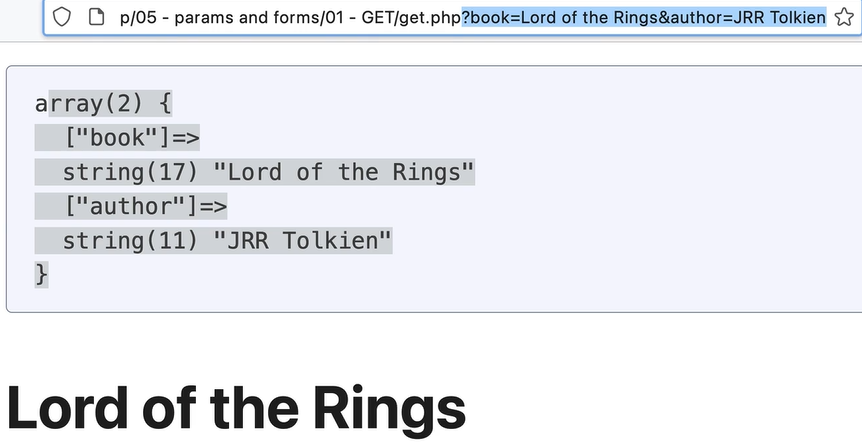 p/05 - params and forms/01 - GET/get.php?book=Lord of the Rings&author=JRR Tolkien
array(2) {
  ["book"]=>
  string(17) "Lord of the Rings"
  ["author"]=>
  string(11) "JRR Tolkien"
}
Lord of the Rings